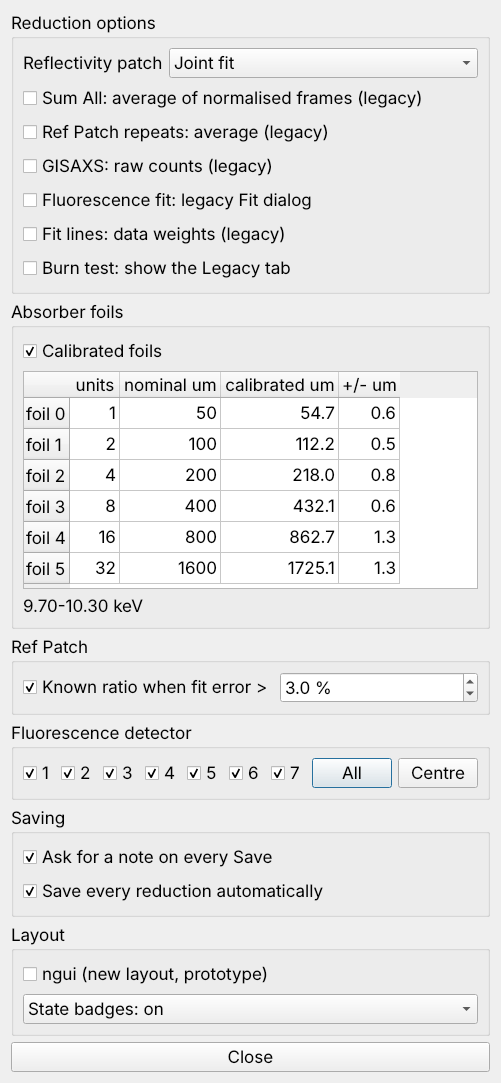 Reduction options
Reflectivity patch Joint fit
Sum All: average of normalised frames (legacy)
Ref Patch repeats: average (legacy)
GISAXS: raw counts (legacy)
Fluorescence fit: legacy Fit dialog
Fit lines: data weights (legacy)
Burn test: show the Legacy tab
Absorber foils
Calibrated foils
units nominal um calibrated um +/- um
foil 0 1 50 54.7 0.6
foil 1 2 100 112.2 0.5
foil 2 4 200 218.0 0.8
foil 3 8 400 432.1 0.6
foil 4 16 800 862.7 1.3
foil 5 32 1600 1725.1 1.3
9.70-10.30 keV
Ref Patch
Known ratio when fit error > 3.0 %
Fluorescence detector
1 2 3 4 5 6 7 All Centre
Saving
Ask for a note on every Save
Save every reduction automatically
Layout
ngui (new layout, prototype)
State badges: on
Close